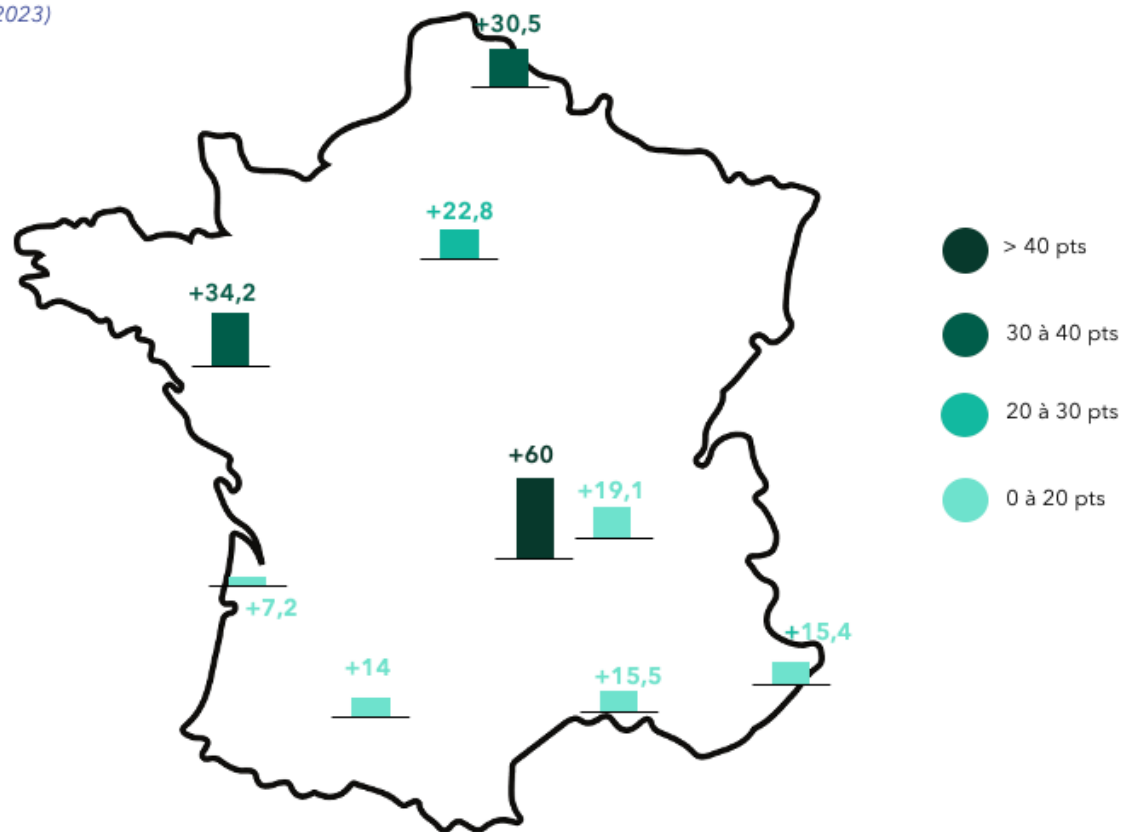 2023)
+30,5
+22,8
+34,2
+60
+19,1
+7,2
+15,4
+14
+15,5
> 40 pts
30 à 40 pts
20 à 30 pts
0 à 20 pts